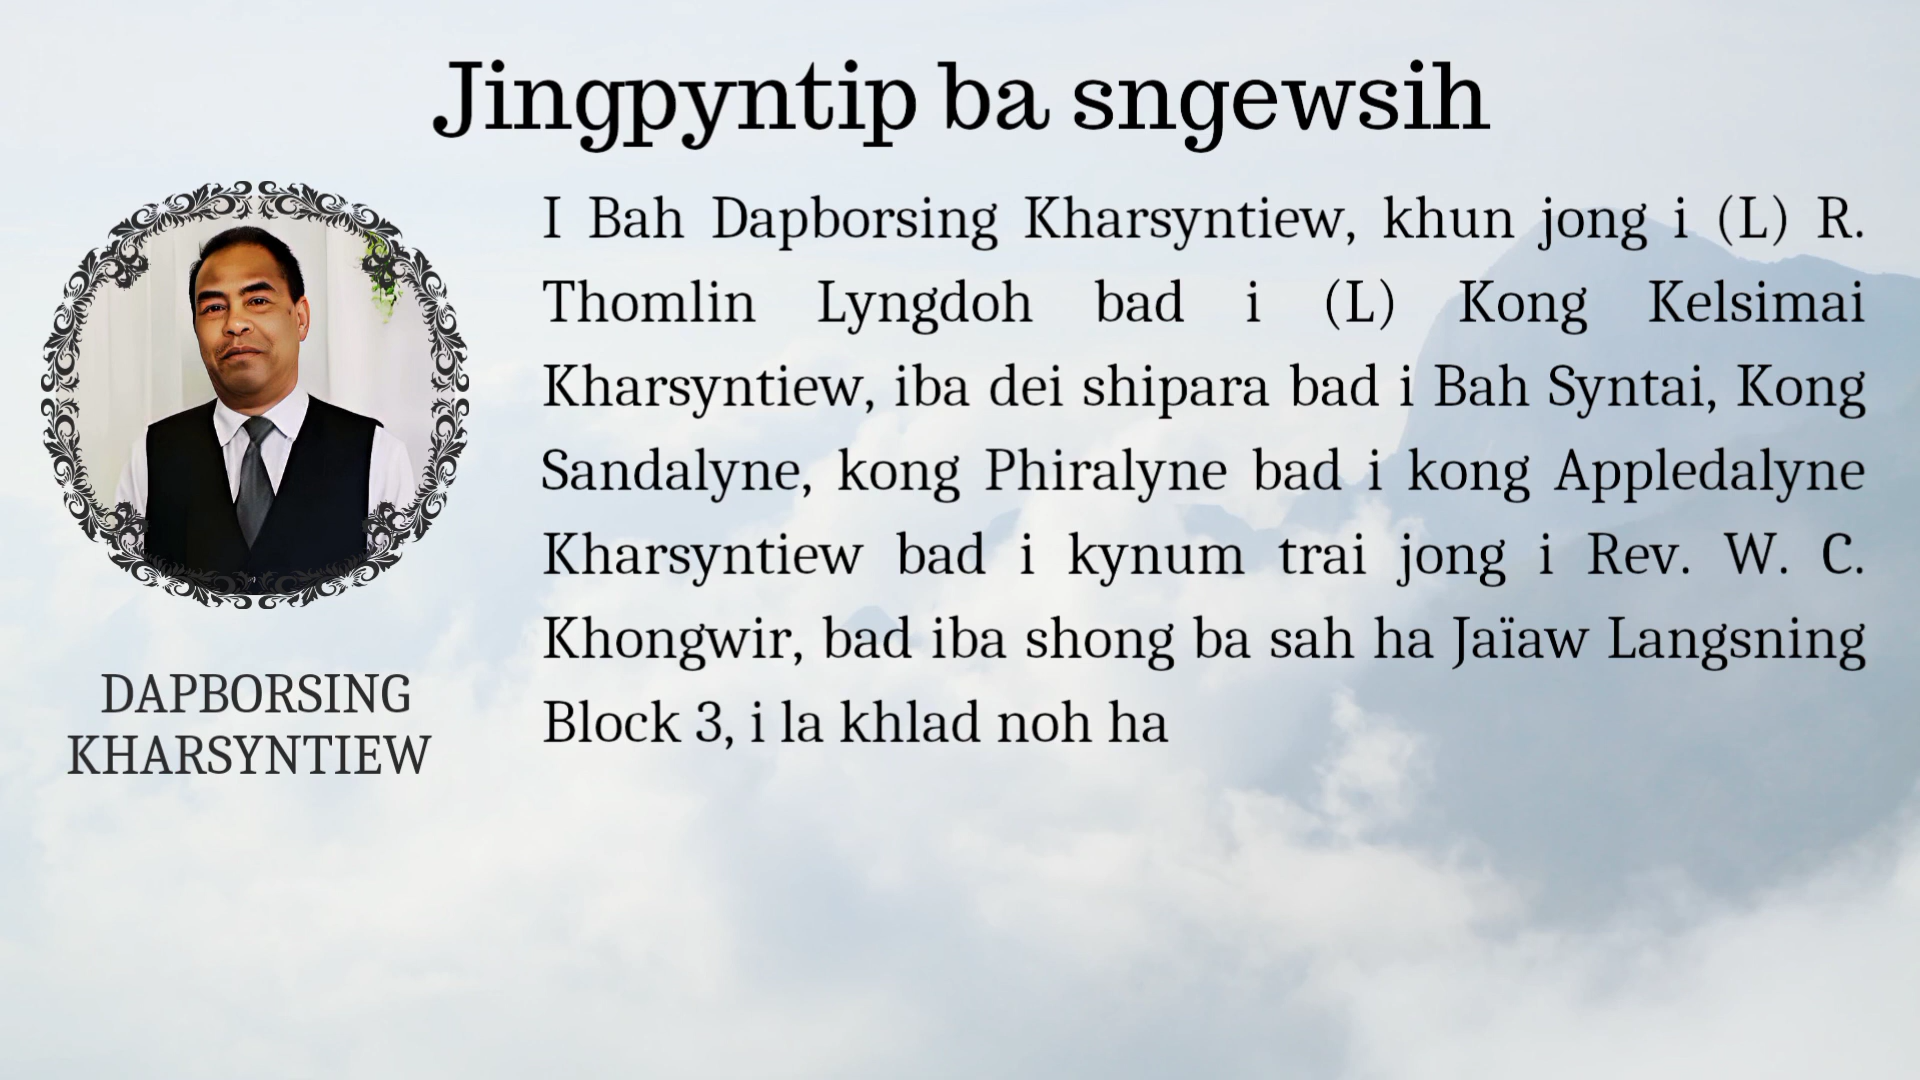 Jingpyntip ba sngewsih
I Bah Dapborsing Kharsyntiew, khun jong i (L) R.
Thomlin Lyngdoh bad i (L) Kong Kelsimai
Kharsyntiew, iba dei shipara bad i Bah Syntai, Kong
Sandalyne, kong Phiralyne bad i kong Appledalyne
Kharsyntiew bad i kynum trai jong i Rev. W. C.
Khongwir, bad iba shong ba sah ha Jaïaw Langsning
Block 3, i la khlad noh ha
DAPBORSING
KHARSYNTIEW